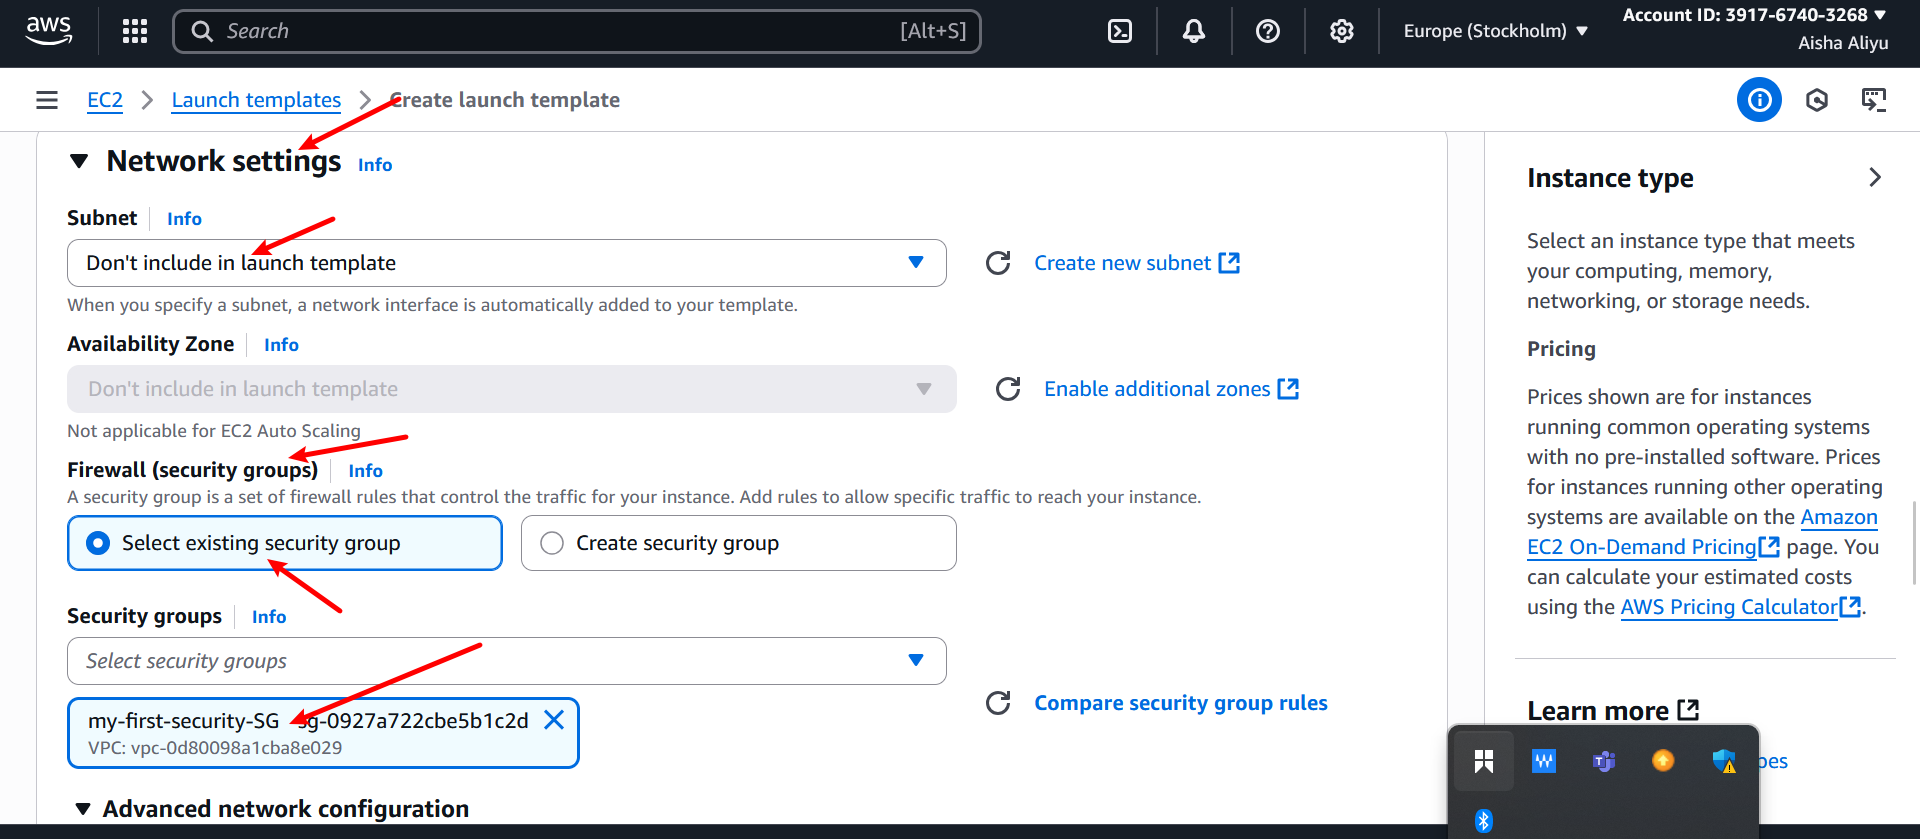 aws
Search [Alt+S]
Europe (Stockholm)
Account ID: 3917-6740-3268
Aisha Aliyu
EC2 > Launch templates > Create launch template
Network settings Info
Subnet Info
Don't include in launch template
Create new subnet
When you specify a subnet, a network interface is automatically added to your template.
Availability Zone Info
Don't include in launch template
Enable additional zones
Not applicable for EC2 Auto Scaling
Firewall (security groups) Info
A security group is a set of firewall rules that control the traffic for your instance. Add rules to allow specific traffic to reach your instance.
Select existing security group
Create security group
Security groups Info
Select security groups
my-first-security-SG sg-0927a722cbe5b1c2d
VPC: vpc-0d80098a1cba8e029
Compare security group rules
Advanced network configuration
Instance type
Select an instance type that meets
your computing, memory,
networking, or storage needs.
Pricing
Prices shown are for instances
running common operating systems
with no pre-installed software. Prices
for instances running other operating
systems are available on the Amazon
EC2 On-Demand Pricing page. You
can calculate your estimated costs
using the AWS Pricing Calculator.
Learn more